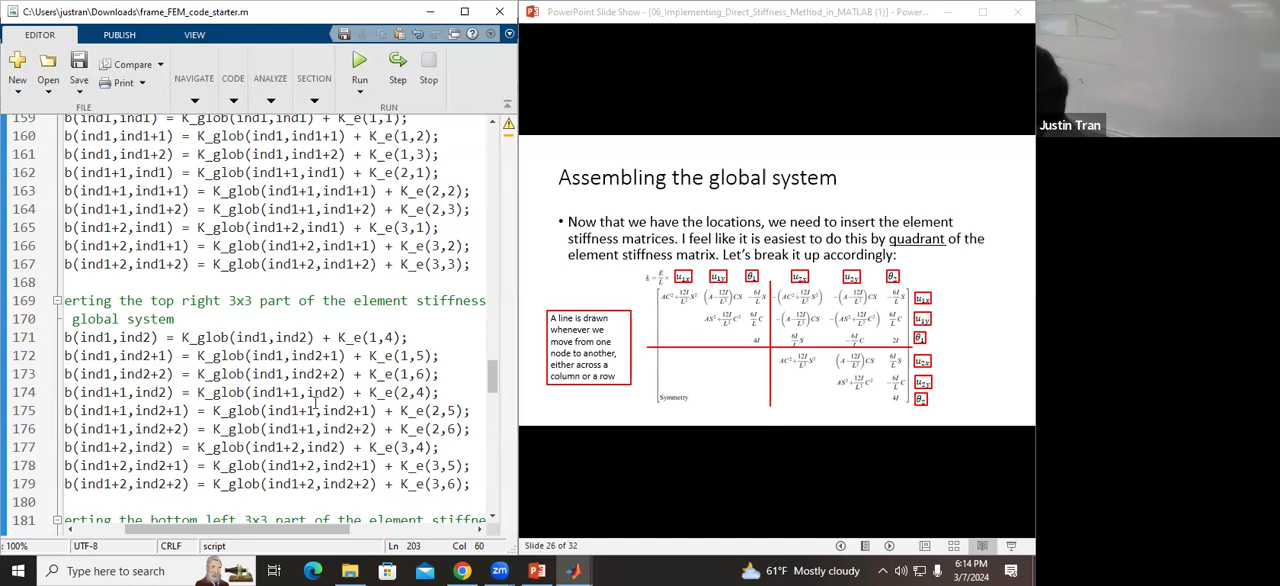 C:\Users\justran\Downloads\frame_FEM_code_starter.m
EDITOR PUBLISH VIEW
New Open Save Compare Print
NAVIGATE CODE ANALYZE SECTION
Run Step Stop
FILE RUN
159 b(ind1,ind1) = K_glob(ind1,ind1) + K_e(1,1);
160 b(ind1,ind1+1) = K_glob(ind1,ind1+1) + K_e(1,2);
161 b(ind1,ind1+2) = K_glob(ind1,ind1+2) + K_e(1,3);
162 b(ind1+1,ind1) = K_glob(ind1+1,ind1) + K_e(2,1);
163 b(ind1+1,ind1+1) = K_glob(ind1+1,ind1+1) + K_e(2,2);
164 b(ind1+1,ind1+2) = K_glob(ind1+1,ind1+2) + K_e(2,3);
165 b(ind1+2,ind1) = K_glob(ind1+2,ind1) + K_e(3,1);
166 b(ind1+2,ind1+1) = K_glob(ind1+2,ind1+1) + K_e(3,2);
167 b(ind1+2,ind1+2) = K_glob(ind1+2,ind1+2) + K_e(3,3);
168
169 erting the top right 3x3 part of the element stiffness
170 global system
171 b(ind1,ind2) = K_glob(ind1,ind2) + K_e(1,4);
172 b(ind1,ind2+1) = K_glob(ind1,ind2+1) + K_e(1,5);
173 b(ind1,ind2+2) = K_glob(ind1,ind2+2) + K_e(1,6);
174 b(ind1+1,ind2) = K_glob(ind1+1,ind2) + K_e(2,4);
175 b(ind1+1,ind2+1) = K_glob(ind1+1,ind2+1) + K_e(2,5);
176 b(ind1+1,ind2+2) = K_glob(ind1+1,ind2+2) + K_e(2,6);
177 b(ind1+2,ind2) = K_glob(ind1+2,ind2) + K_e(3,4);
178 b(ind1+2,ind2+1) = K_glob(ind1+2,ind2+1) + K_e(3,5);
179 b(ind1+2,ind2+2) = K_glob(ind1+2,ind2+2) + K_e(3,6);
180
181 erting the bottom left 3x3 part of the element stiffne
: 100% UTF-8 CRLF script Ln 203 Col 60
PowerPoint Slide Show - [06_Implementing_Direct_Stiffness_Method_in_MATLAB (1)] - Power...
Assembling the global system
• Now that we have the locations, we need to insert the element
stiffness matrices. I feel like it is easiest to do this by quadrant of the
element stiffness matrix. Let's break it up accordingly:
A line is drawn
whenever we
move from one
node to another,
either across a
column or a row
Symmetry
Slide 26 of 32
Justin Tran
Type here to search
61°F Mostly cloudy
6:14 PM
3/7/2024